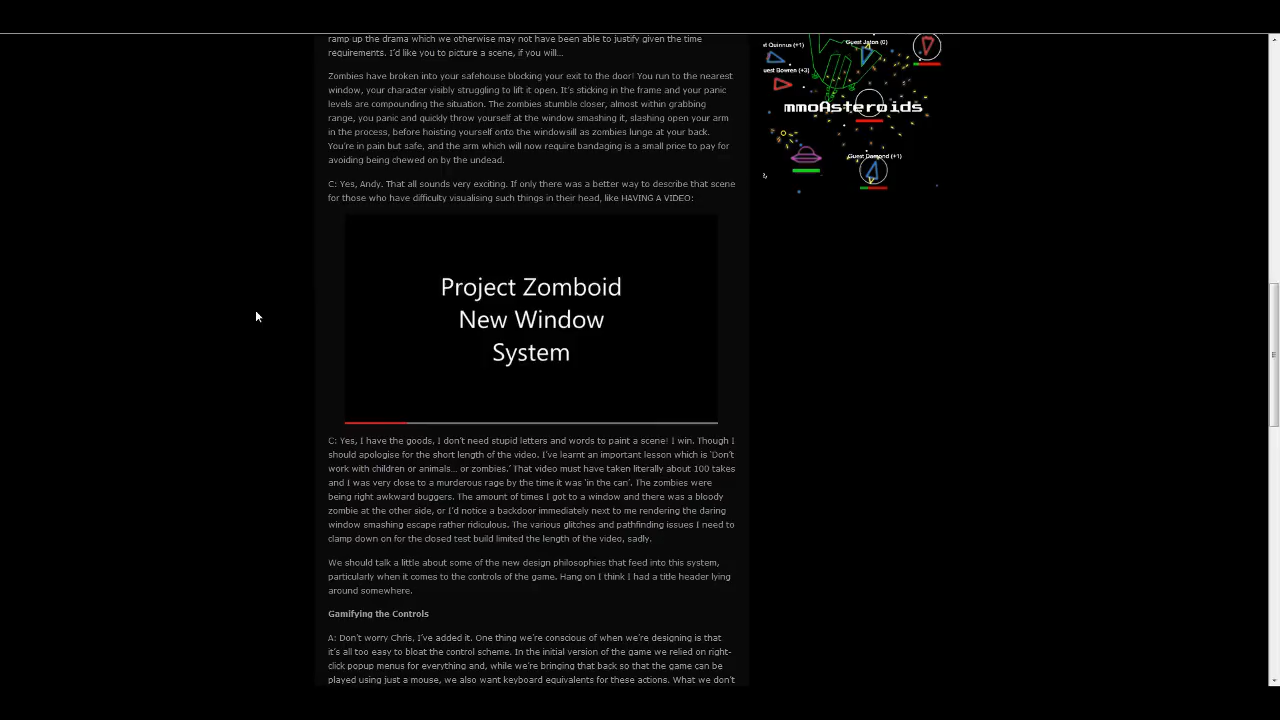 ramp up the drama which we otherwise may not have been able to justify given the time
requirements. I'd like you to picture a scene, if you will...
Zombies have broken into your safehouse blocking your exit to the door! You run to the nearest
window, your character visibly struggling to lift it open. It's sticking in the frame and your panic
levels are compounding the situation. The zombies stumble closer, almost within grabbing
range, you panic and quickly throw yourself at the window smashing it, slashing open your arm
in the process, before hoisting yourself onto the windowsill as zombies lunge at your back.
You're in pain but safe, and the arm which will now require bandaging is a small price to pay for
avoiding being chewed on by the undead.
C: Yes, Andy. That all sounds very exciting. If only there was a better way to describe that scene
for those who have difficulty visualising such things in their head, like HAVING A VIDEO:
Project Zomboid
New Window
System
C: Yes, I have the goods, I don't need stupid letters and words to paint a scene! I win. Though I
should apologise for the short length of the video. I've learnt an important lesson which is 'Don't
work with children or animals... or zombies.' That video must have taken literally about 100 takes
and I was very close to a murderous rage by the time it was 'in the can'. The zombies were
being right awkward buggers. The amount of times I got to a window and there was a bloody
zombie at the other side, or I'd notice a backdoor immediately next to me rendering the daring
window smashing escape rather ridiculous. The various glitches and pathfinding issues I need to
clamp down on for the closed test build limited the length of the video, sadly.
We should talk a little about some of the new design philosophies that feed into this system,
particularly when it comes to the controls of the game. Hang on I think I had a title header lying
around somewhere.
Gamifying the Controls
A: Don't worry Chris, I've added it. One thing we're conscious of when we're designing is that
it's all too easy to bloat the control scheme. In the initial version of the game we relied on right-
click popup menus for everything and, while we're bringing that back so that the game can be
played using just a mouse, we also want keyboard equivalents for these actions. What we don't
Guest Jatan (0)
st Quinnus (+1)
uest Bowren (+3)
mmoAsteroids
Guest Damond (+1)